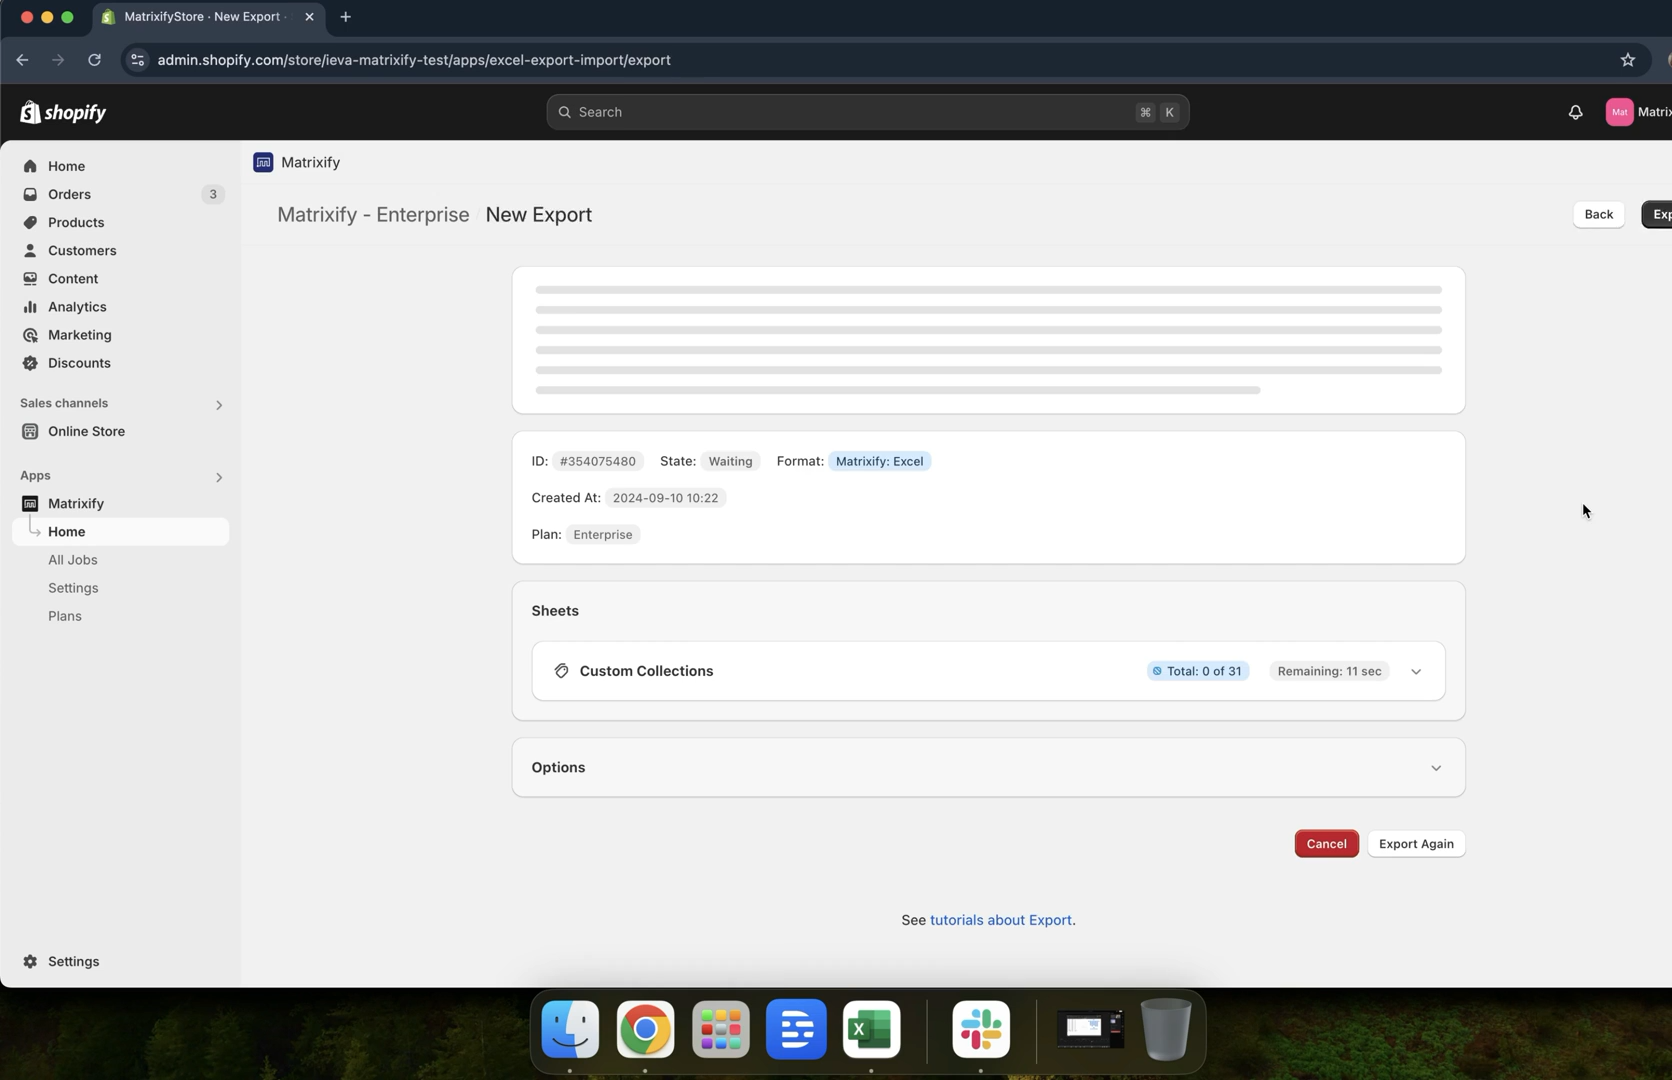 MatrixifyStore · New Export ·
admin.shopify.com/store/ieva-matrixify-test/apps/excel-export-import/export
shopify
Search
⌘ K
Mat
Matrix
Home
Orders 3
Products
Customers
Content
Analytics
Marketing
Discounts
Sales channels
Online Store
Apps
Matrixify
Home
All Jobs
Settings
Plans
Settings
Matrixify
Matrixify - Enterprise / New Export
Back
Exp
ID: #354075480 State: Waiting Format: Matrixify: Excel
Created At: 2024-09-10 10:22
Plan: Enterprise
Sheets
Custom Collections Total: 0 of 31 Remaining: 11 sec
Options
Cancel Export Again
See tutorials about Export.